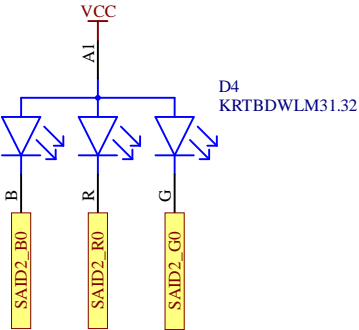 VCC
A1
D4
KRTBDWLM31.32
B
R
G
SAID2_B0
SAID2_R0
SAID2_G0